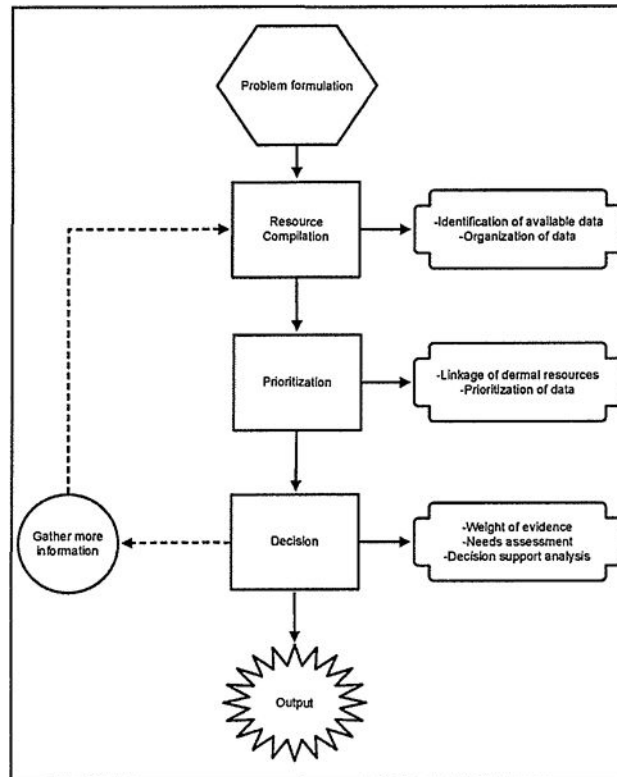 Problem formulation
Resource
Compilation
-Identification of available data
-Organization of data
Prioritization
-Linkage of dermal resources
-Prioritization of data
Gather more
information
Decision
-Weight of evidence
-Needs assessment
-Decision support analysis
Output